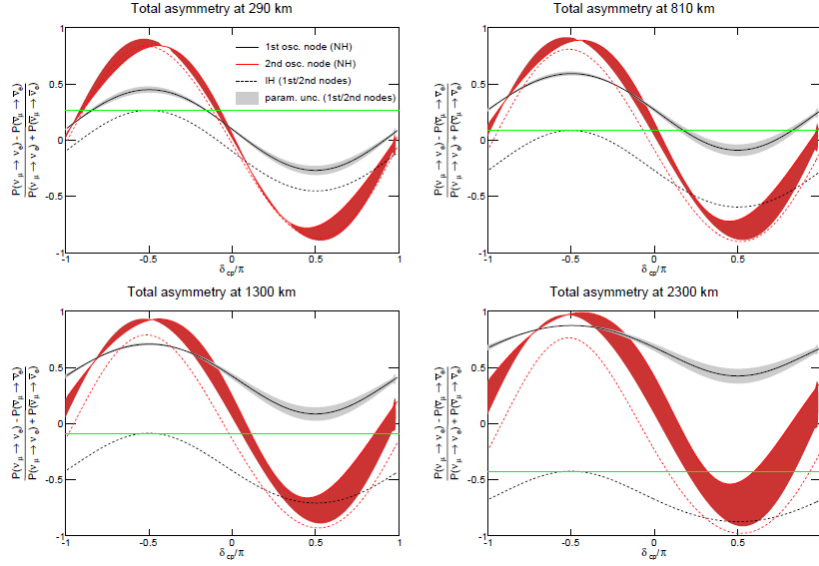 Total asymmetry at 290 km
P(ν_μ → ν_e) - P(ν̅_μ → ν̅_e)
P(ν_μ → ν_e) + P(ν̅_μ → ν̅_e)
1
0.5
0
-0.5
-1
1st osc. node (NH)
2nd osc. node (NH)
IH (1st/2nd nodes)
param. unc. (1st/2nd nodes)
-1 -0.5 0 0.5 1
δ_cp/π
Total asymmetry at 810 km
P(ν_μ → ν_e) - P(ν̅_μ → ν̅_e)
P(ν_μ → ν_e) + P(ν̅_μ → ν̅_e)
1
0.5
0
-0.5
-1
-1 -0.5 0 0.5
δ_cp/π
Total asymmetry at 1300 km
P(ν_μ → ν_e) - P(ν̅_μ → ν̅_e)
P(ν_μ → ν_e) + P(ν̅_μ → ν̅_e)
1
0.5
0
-0.5
-1
-1 -0.5 0 0.5 1
δ_cp/π
Total asymmetry at 2300 km
P(ν_μ → ν_e) - P(ν̅_μ → ν̅_e)
P(ν_μ → ν_e) + P(ν̅_μ → ν̅_e)
1
0.5
0
-0.5
-1
-1 -0.5 0 0.5
δ_cp/π